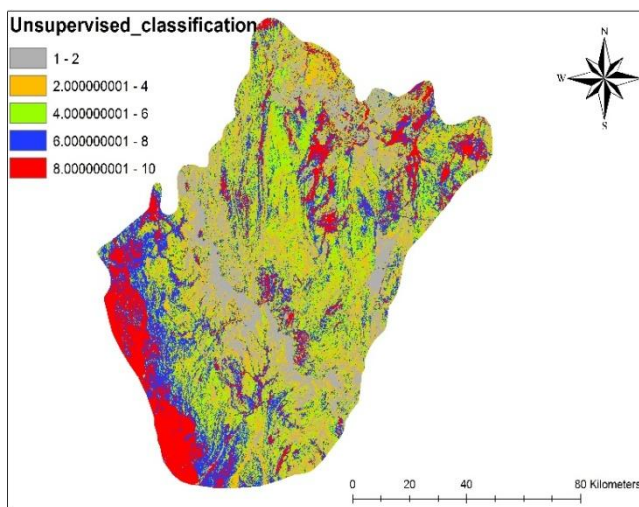 Unsupervised_classification
1 - 2
2.000000001 - 4
4.000000001 - 6
6.000000001 - 8
8.000000001 - 10
N
W
E
S
0 20 40 80 Kilometers